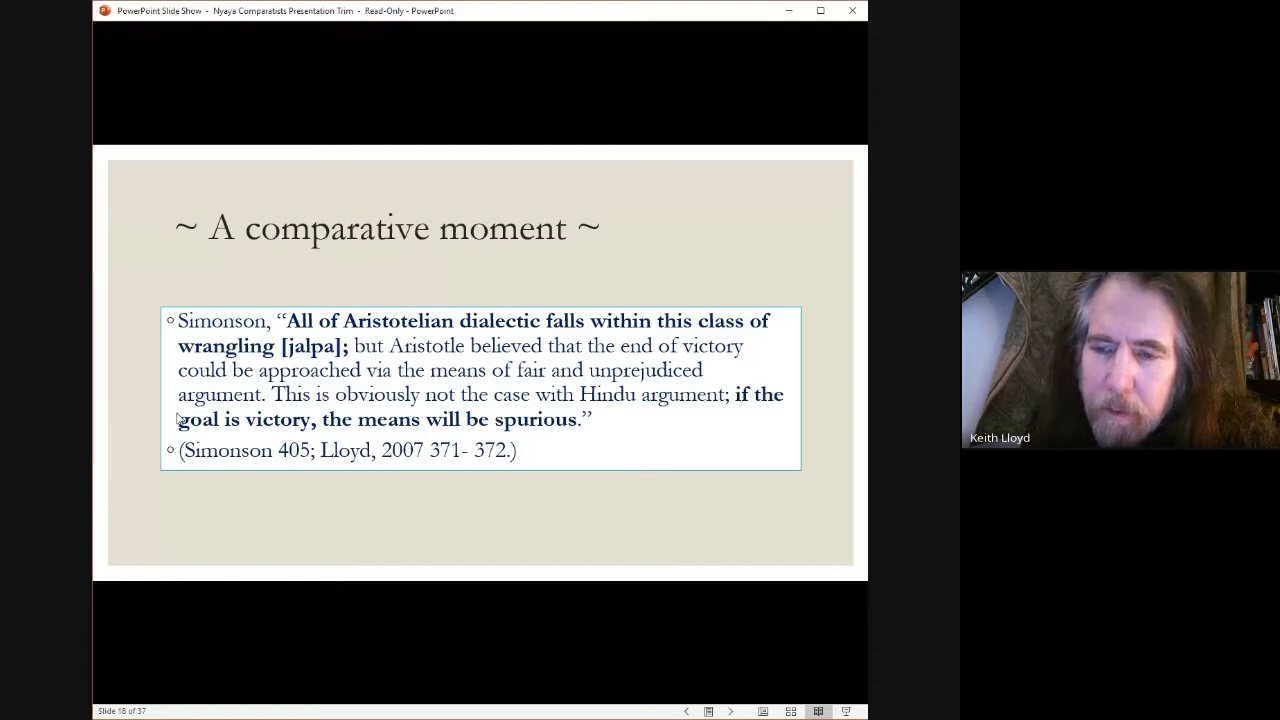 PowerPoint Slide Show - Nyaya Comparatists Presentation Trim - Read-Only - PowerPoint
~ A comparative moment ~
Simonson, “All of Aristotelian dialectic falls within this class of
wrangling [jalpa]; but Aristotle believed that the end of victory
could be approached via the means of fair and unprejudiced
argument. This is obviously not the case with Hindu argument; if the
goal is victory, the means will be spurious.”
(Simonson 405; Lloyd, 2007 371- 372.)
Keith Lloyd
Slide 18 of 37